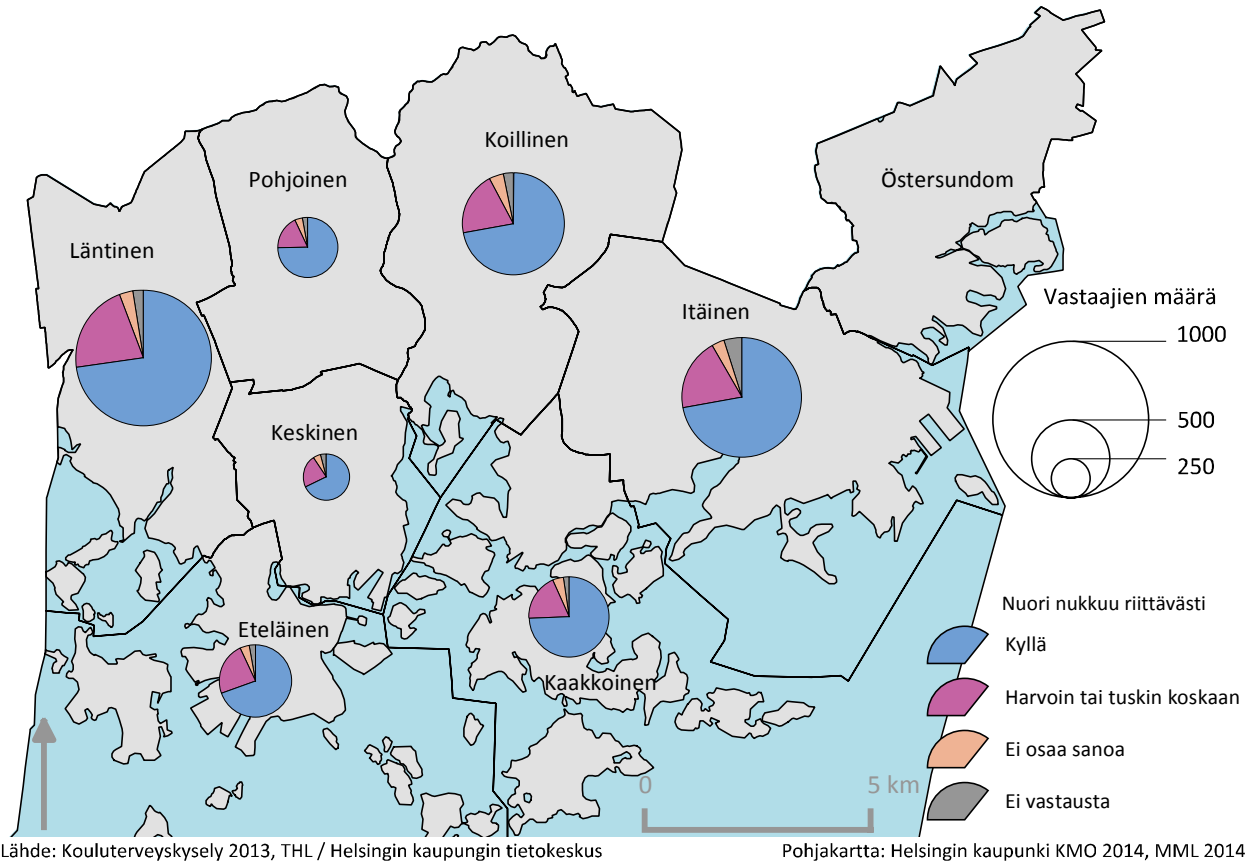 Koillinen
Pohjoinen
Östersundom
Läntinen
Vastaajien määrä
Itäinen
1000
500
Keskinen
250
Nuori nukkuu riittävästi
Eteläinen
Kyllä
Kaakkoinen
Harvoin tai tuskin koskaan
Ei osaa sanoa
0 5 km
Ei vastausta
Lähde: Kouluterveyskysely 2013, THL / Helsingin kaupungin tietokeskus
Pohjakartta: Helsingin kaupunki KMO 2014, MML 2014